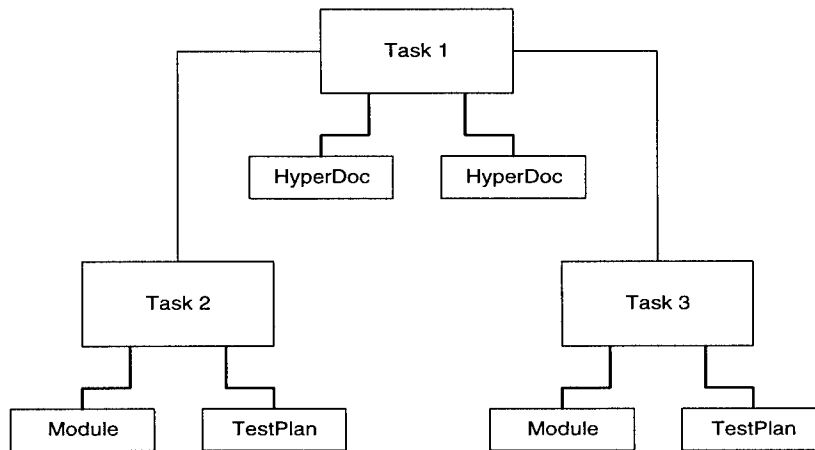 Task 1
HyperDoc
HyperDoc
Task 2
Task 3
Module
TestPlan
Module
TestPlan